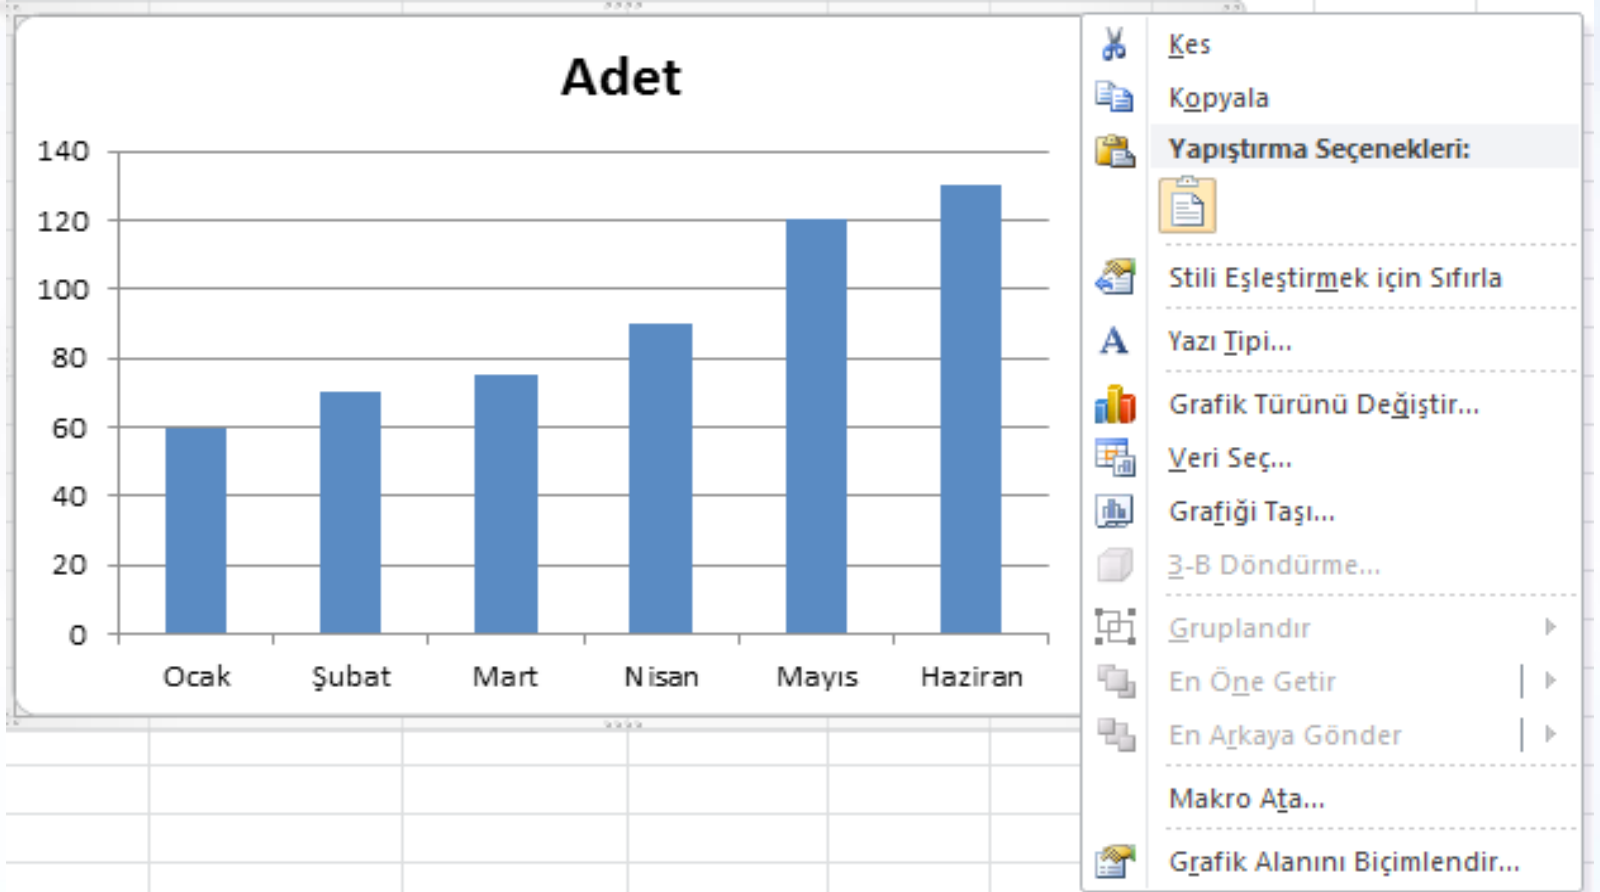 Adet
140
120
100
80
60
40
20
0
Ocak Şubat Mart Nisan Mayıs Haziran
Kes
Kopyala
Yapıştırma Seçenekleri:
Stili Eşleştirmek için Sıfırla
Yazı Tipi...
Grafik Türünü Değiştir...
Veri Seç...
Grafiği Taşı...
3-B Döndürme...
Gruplandır
En Öne Getir
En Arkaya Gönder
Makro Ata...
Grafik Alanını Biçimlendir...